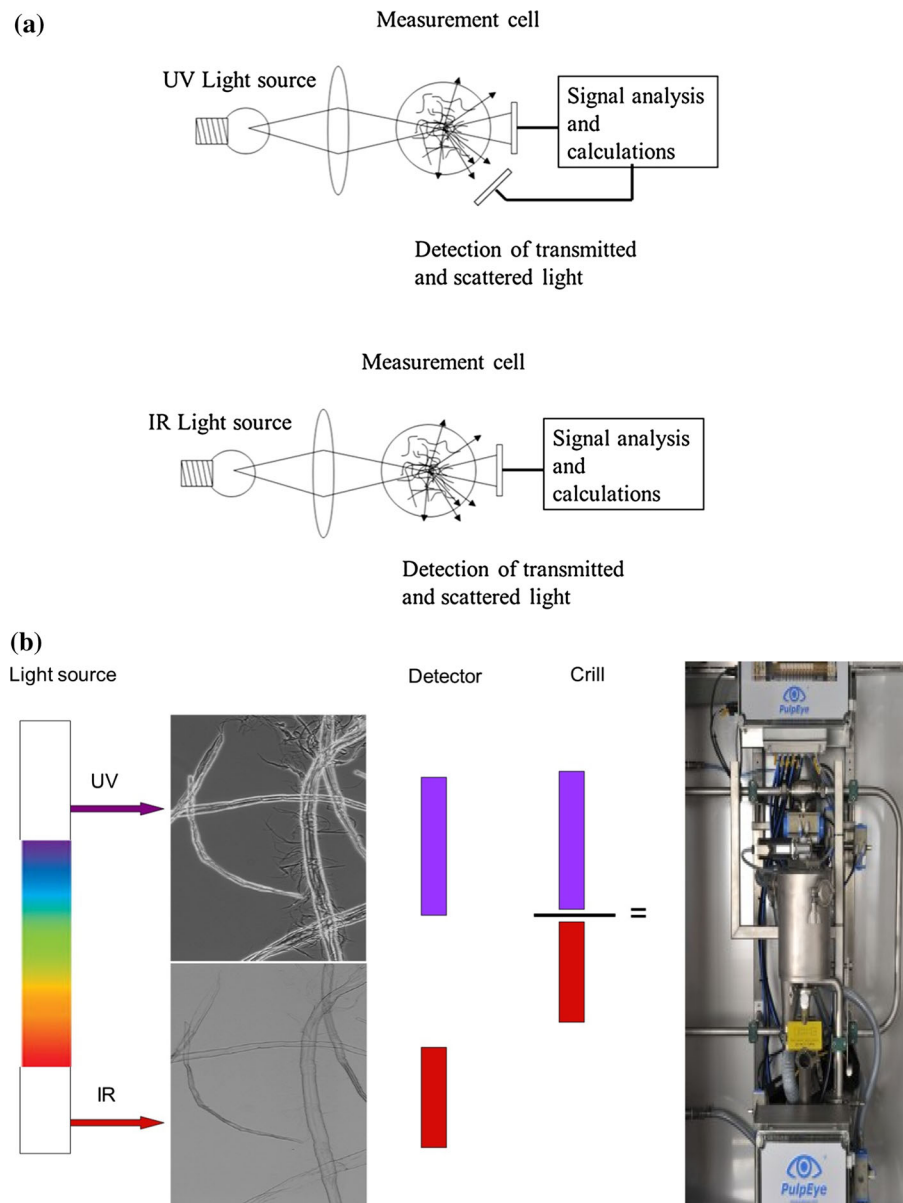 (a)
Measurement cell
UV Light source
Signal analysis
and
calculations
Detection of transmitted
and scattered light
Measurement cell
IR Light source
Signal analysis
and
calculations
Detection of transmitted
and scattered light
(b)
Light source
Detector
Crill
UV
=
IR
PulpEye
PulpEye